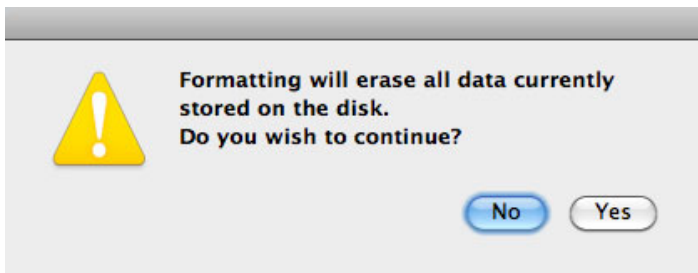 Formatting will erase all data currently
stored on the disk.
Do you wish to continue?
No Yes